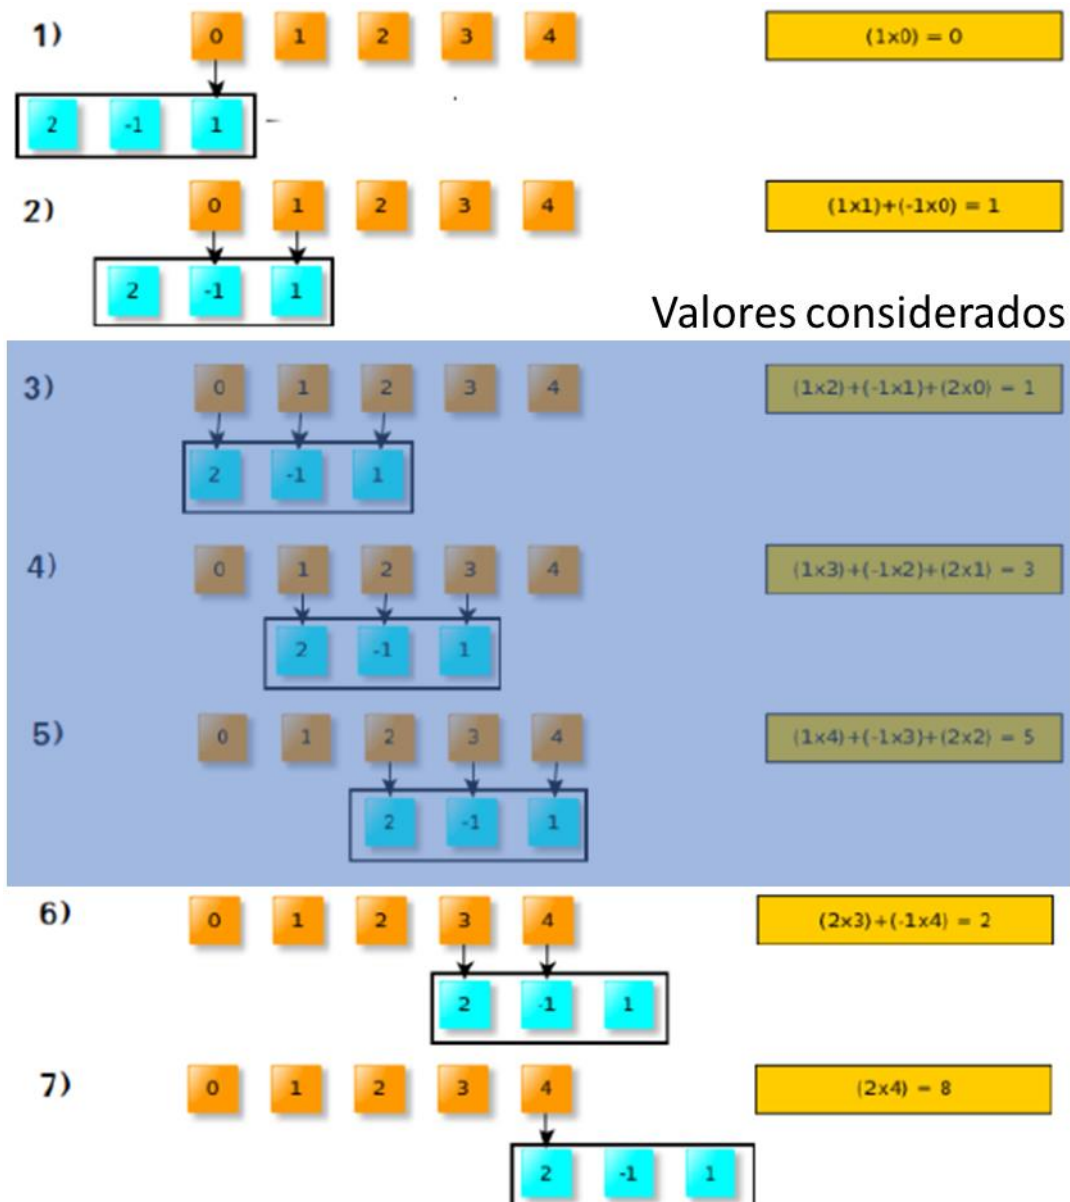 1) 0 1 2 3 4 (1x0) = 0
2 -1 1
2) 0 1 2 3 4 (1x1)+(-1x0) = 1
2 -1 1
Valores considerados
3) 0 1 2 3 4 (1x2)+(-1x1)+(2x0) = 1
2 -1 1
4) 0 1 2 3 4 (1x3)+(-1x2)+(2x1) = 3
2 -1 1
5) 0 1 2 3 4 (1x4)+(-1x3)+(2x2) = 5
2 -1 1
6) 0 1 2 3 4 (2x3)+(-1x4) = 2
2 -1 1
7) 0 1 2 3 4 (2x4) = 8
2 -1 1